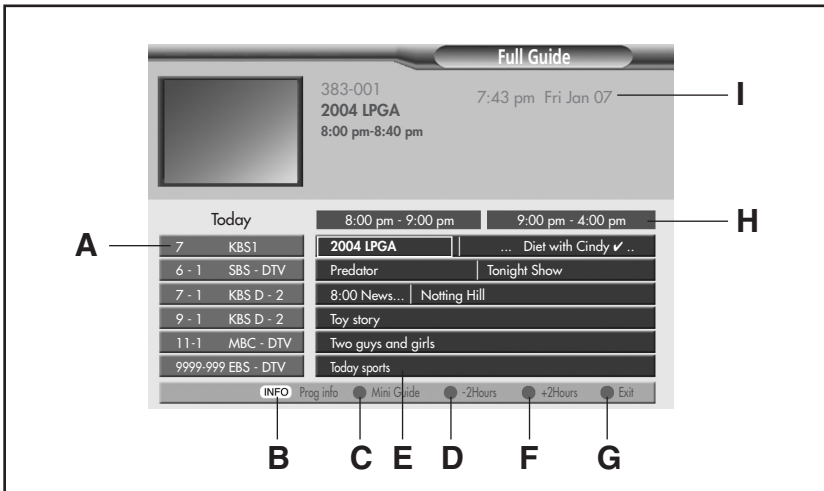 Full Guide
383-001
7:43 pm Fri Jan 07
I
2004 LPGA
8:00 pm-8:40 pm
Today
8:00 pm - 9:00 pm
9:00 pm - 4:00 pm
H
A
7 KBS1
2004 LPGA
... Diet with Cindy ✔ ..
6 - 1 SBS - DTV
Predator
Tonight Show
7 - 1 KBS D - 2
8:00 News...
Notting Hill
9 - 1 KBS D - 2
Toy story
11-1 MBC - DTV
Two guys and girls
9999-999 EBS - DTV
Today sports
INFO Prog info Mini Guide -2Hours +2Hours Exit
B C E D F G